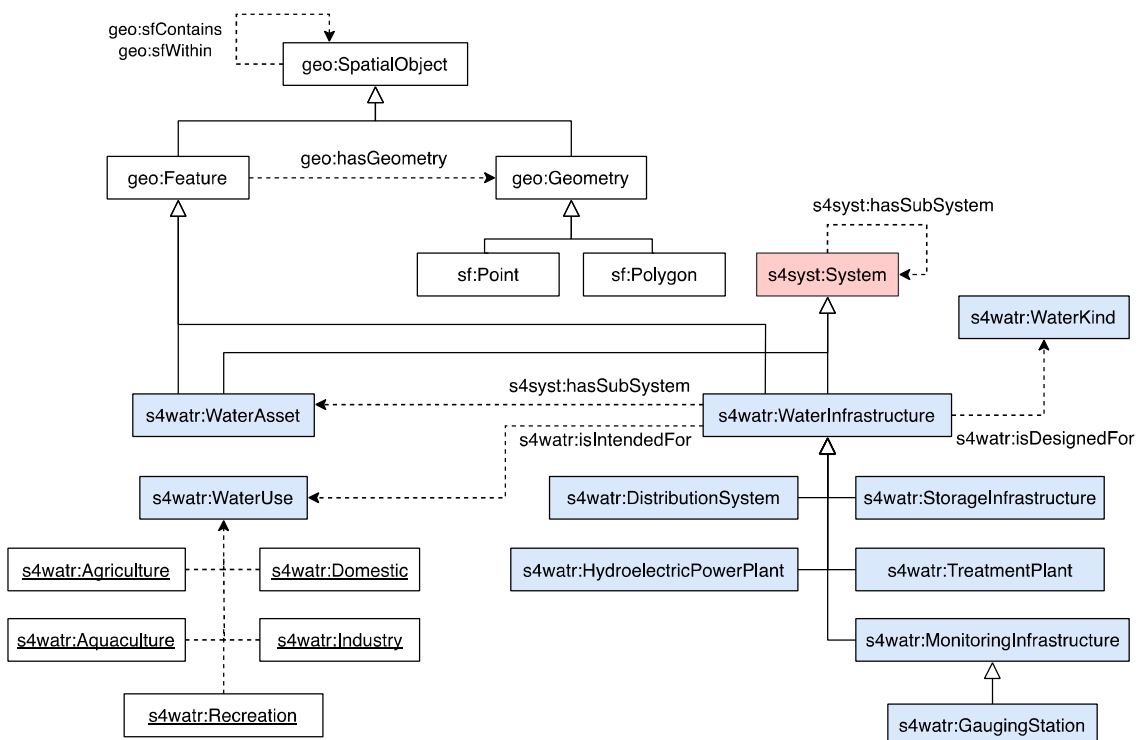 geo:sfContains
geo:sfWithin
geo:SpatialObject
geo:hasGeometry
geo:Feature
geo:Geometry
s4syst:hasSubSystem
sf:Point
sf:Polygon
s4syst:System
s4watr:WaterKind
s4syst:hasSubSystem
s4watr:WaterAsset
s4watr:WaterInfrastructure
s4watr:isIntendedFor
s4watr:isDesignedFor
s4watr:WaterUse
s4watr:DistributionSystem
s4watr:StorageInfrastructure
s4watr:Agriculture
s4watr:Domestic
s4watr:HydroelectricPowerPlant
s4watr:TreatmentPlant
s4watr:Aquaculture
s4watr:Industry
s4watr:MonitoringInfrastructure
s4watr:Recreation
s4watr:GaugingStation